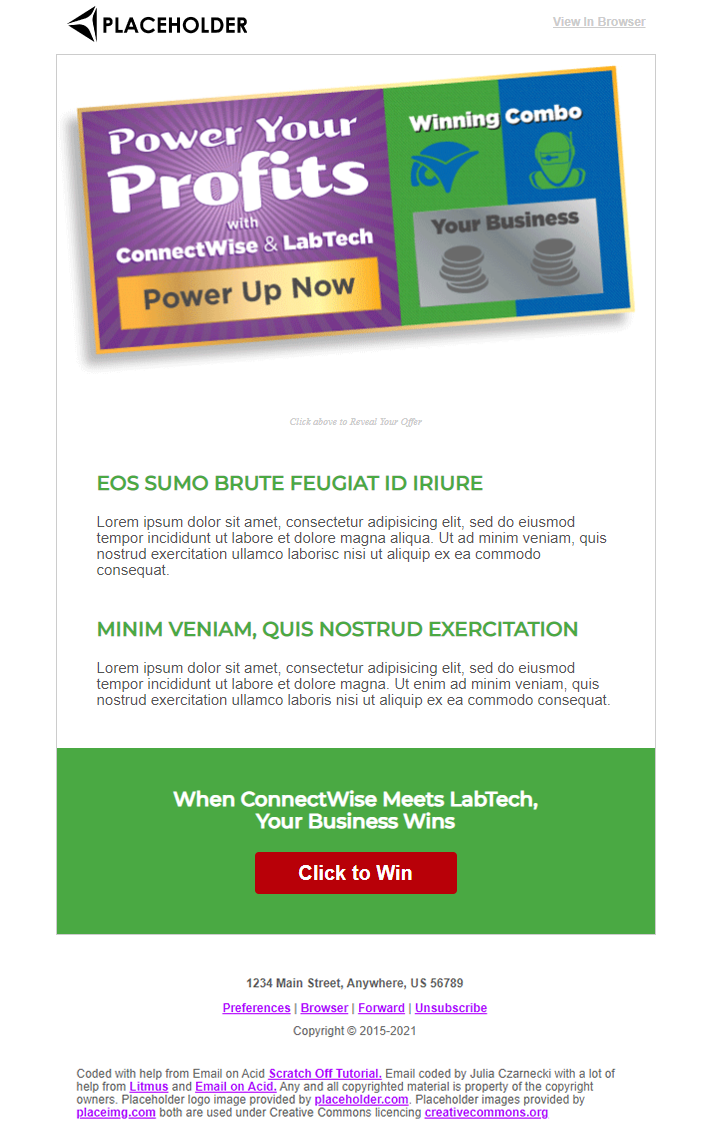 PLACEHOLDER
View In Browser
Power Your
Profits
with
ConnectWise & LabTech
Power Up Now
Winning Combo
Your Business
Click above to Reveal Your Offer
EOS SUMO BRUTE FEUGIAT ID IRIURE
Lorem ipsum dolor sit amet, consectetur adipisicing elit, sed do eiusmod
tempor incididunt ut labore et dolore magna aliqua. Ut ad minim veniam, quis
nostrud exercitation ullamco laborisc nisi ut aliquip ex ea commodo
consequat.
MINIM VENIAM, QUIS NOSTRUD EXERCITATION
Lorem ipsum dolor sit amet, consectetur adipisicing elit, sed do eiusmod
tempor incididunt ut labore et dolore magna. Ut enim ad minim veniam, quis
nostrud exercitation ullamco laboris nisi ut aliquip ex ea commodo consequat.
When ConnectWise Meets LabTech,
Your Business Wins
Click to Win
1234 Main Street, Anywhere, US 56789
Preferences | Browser | Forward | Unsubscribe
Copyright © 2015-2021
Coded with help from Email on Acid Scratch Off Tutorial. Email coded by Julia Czarnecki with a lot of
help from Litmus and Email on Acid. Any and all copyrighted material is property of the copyright
owners. Placeholder logo image provided by placeholder.com. Placeholder images provided by
placeimg.com both are used under Creative Commons licencing creativecommons.org